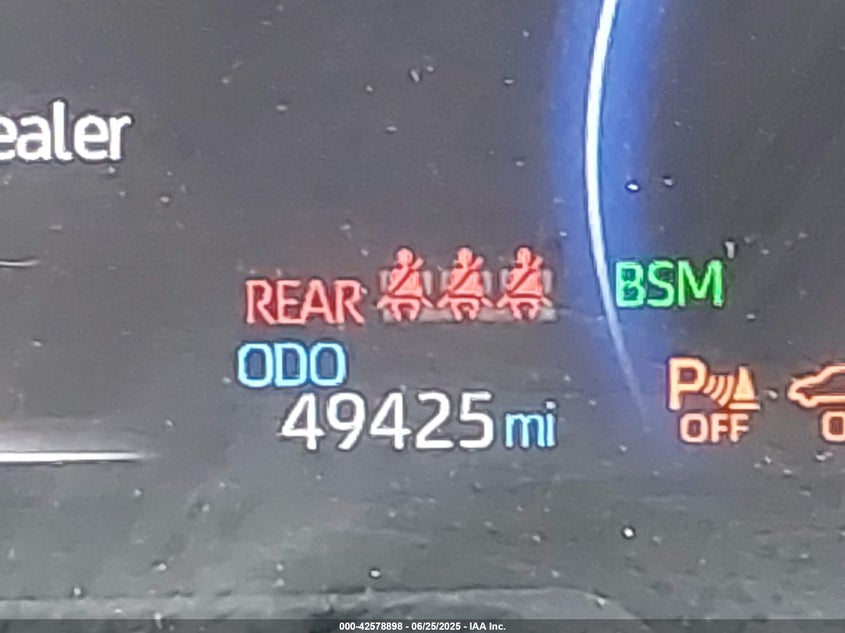 ealer
REAR
BSM
ODO
49425 mi
P
OFF
000-42578898 - 06/25/2025 - IAA Inc.